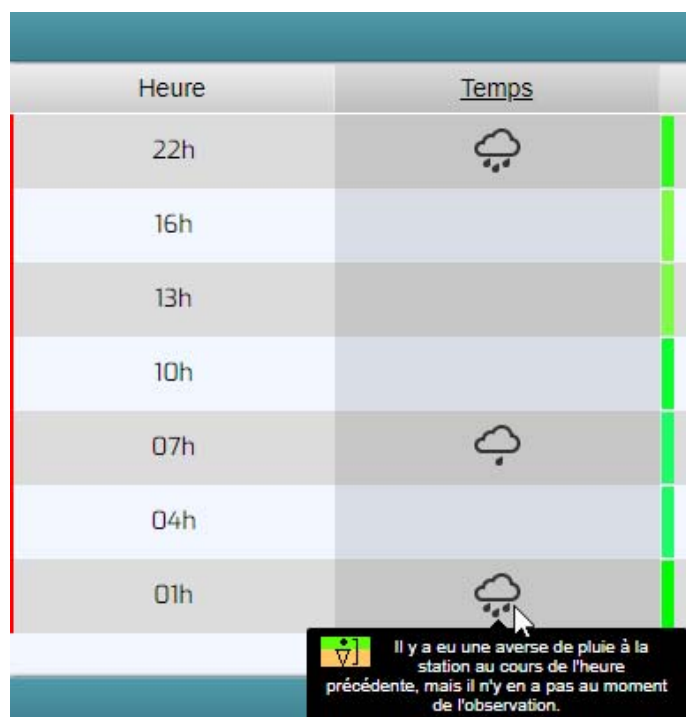 Heure Temps
22h
16h
13h
10h
07h
04h
01h
Il y a eu une averse de pluie à la
station au cours de l'heure
précédente, mais il n'y en a pas au moment
de l'observation.